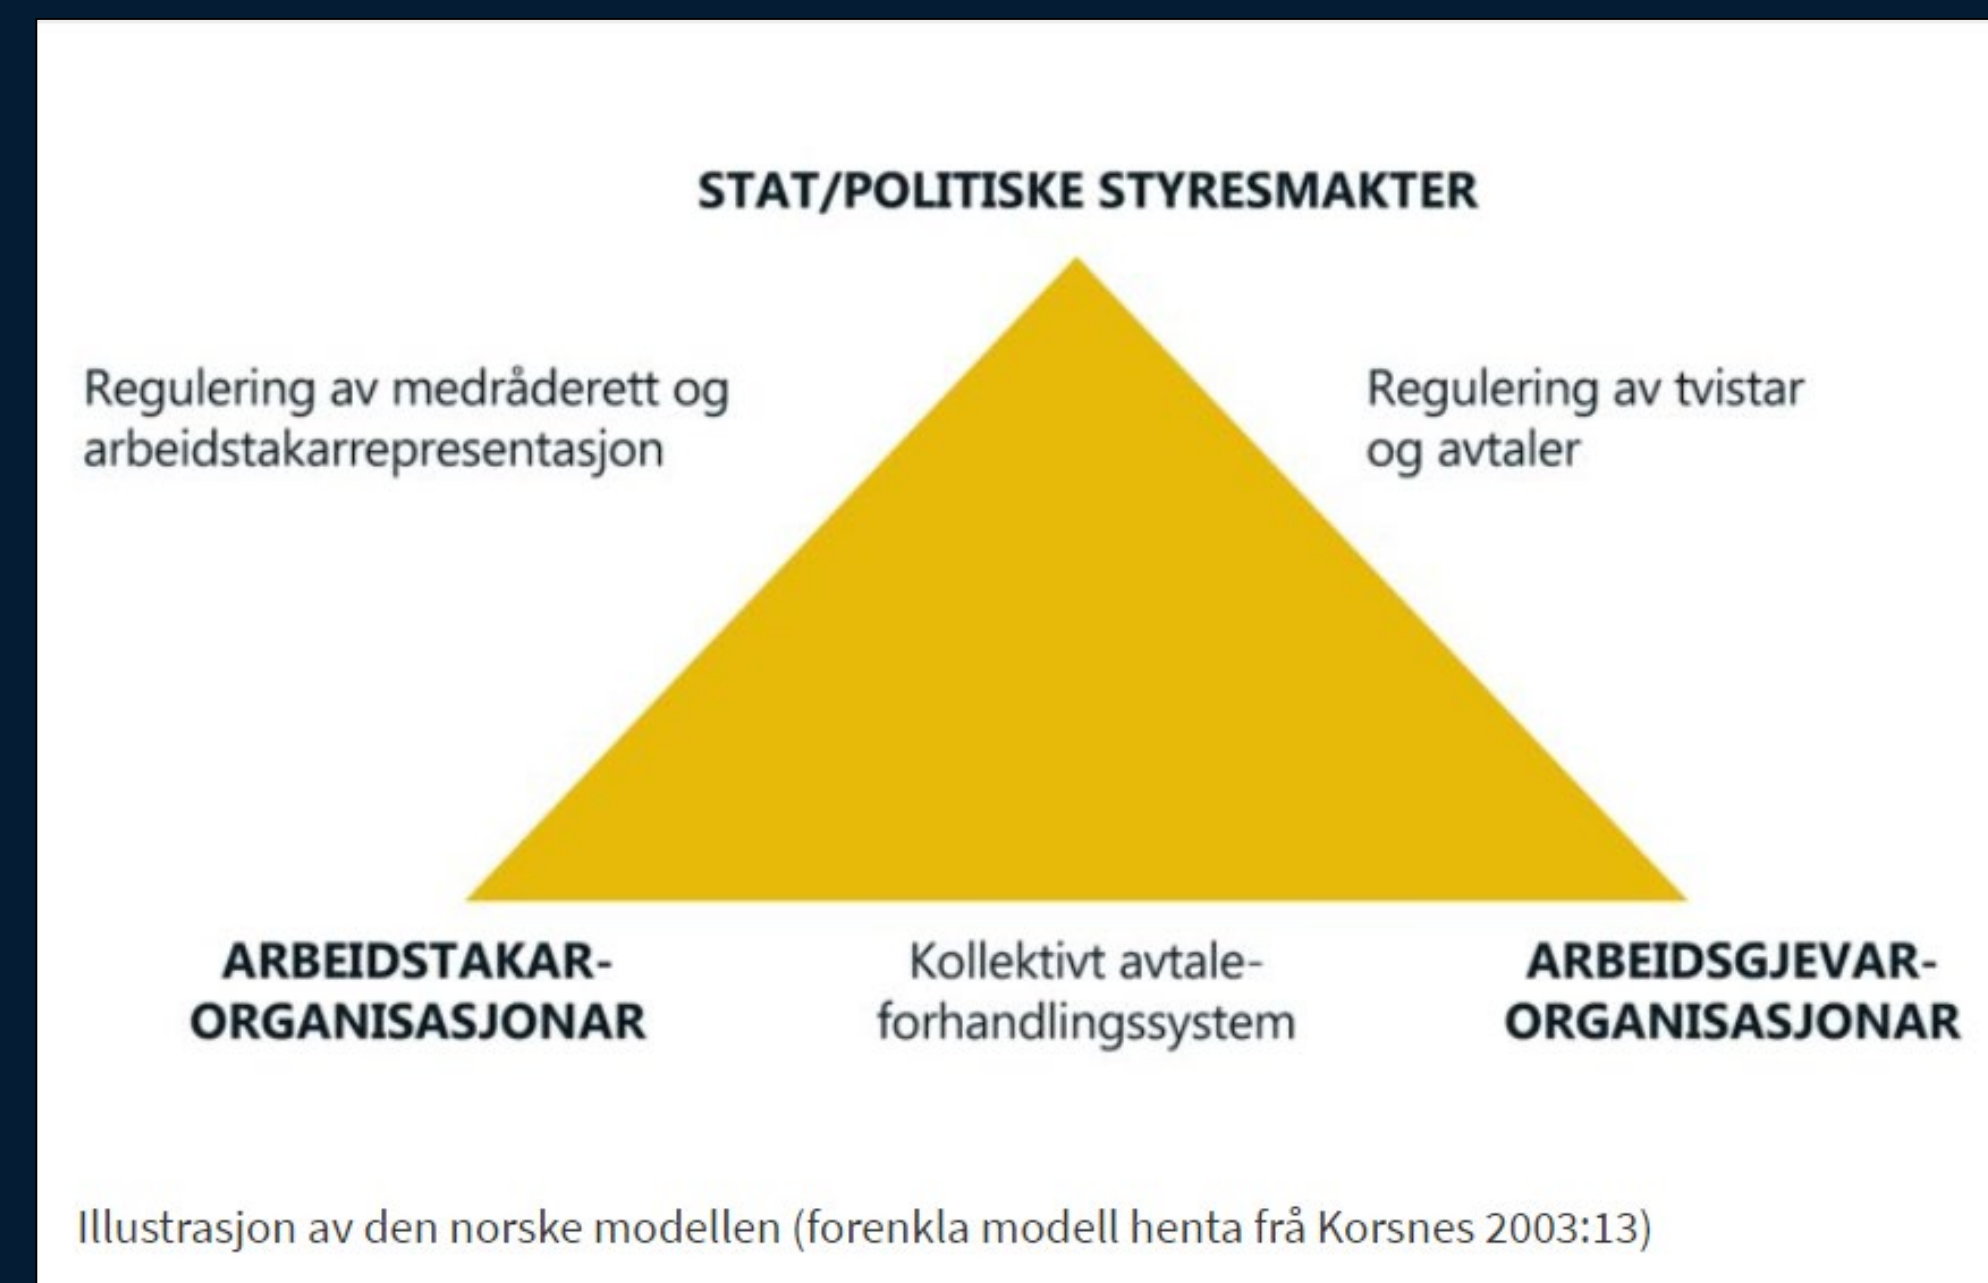 STAT/POLITISKE STYRESMAKTER
Regulering av medråderett og
arbeidstakarrepresentasjon
Regulering av tvistar
og avtaler
ARBEIDSTAKAR-
ORGANISASJONAR
Kollektivt avtale-
forhandlingssystem
ARBEIDSGJEVAR-
ORGANISASJONAR
Illustrasjon av den norske modellen (forenkla modell henta frå Korsnes 2003:13)